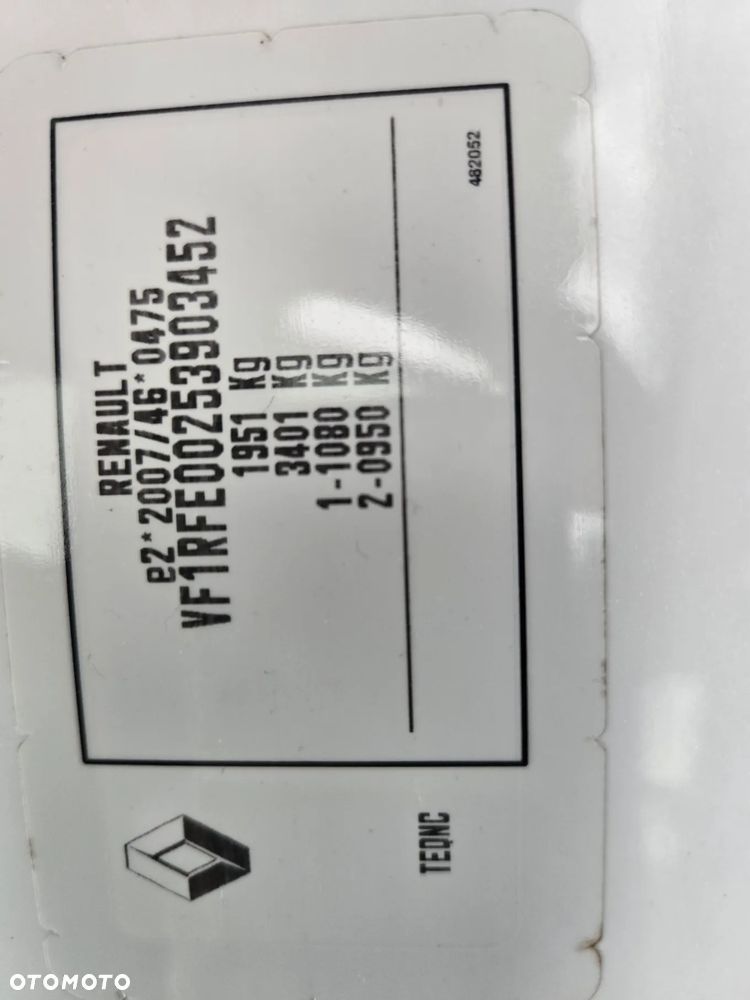 RENAULT
e2*2007/46*0475
VF1RFE00253903452
1951 Kg
3401 Kg
1-1080 Kg
2-0950 Kg
482052
TEQNC
OTOMOTO